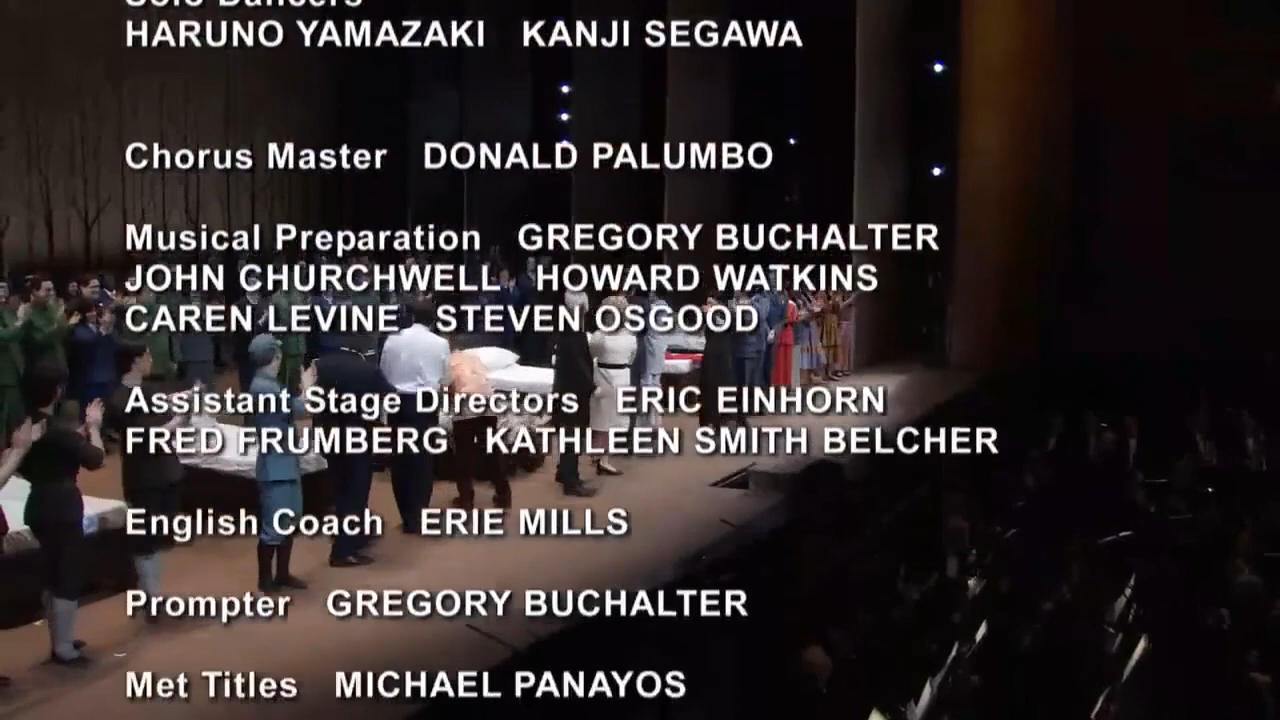 Solo Dancers
HARUNO YAMAZAKI KANJI SEGAWA
Chorus Master DONALD PALUMBO
Musical Preparation GREGORY BUCHALTER
JOHN CHURCHWELL HOWARD WATKINS
CAREN LEVINE STEVEN OSGOOD
Assistant Stage Directors ERIC EINHORN
FRED FRUMBERG KATHLEEN SMITH BELCHER
English Coach ERIE MILLS
Prompter GREGORY BUCHALTER
Met Titles MICHAEL PANAYOS